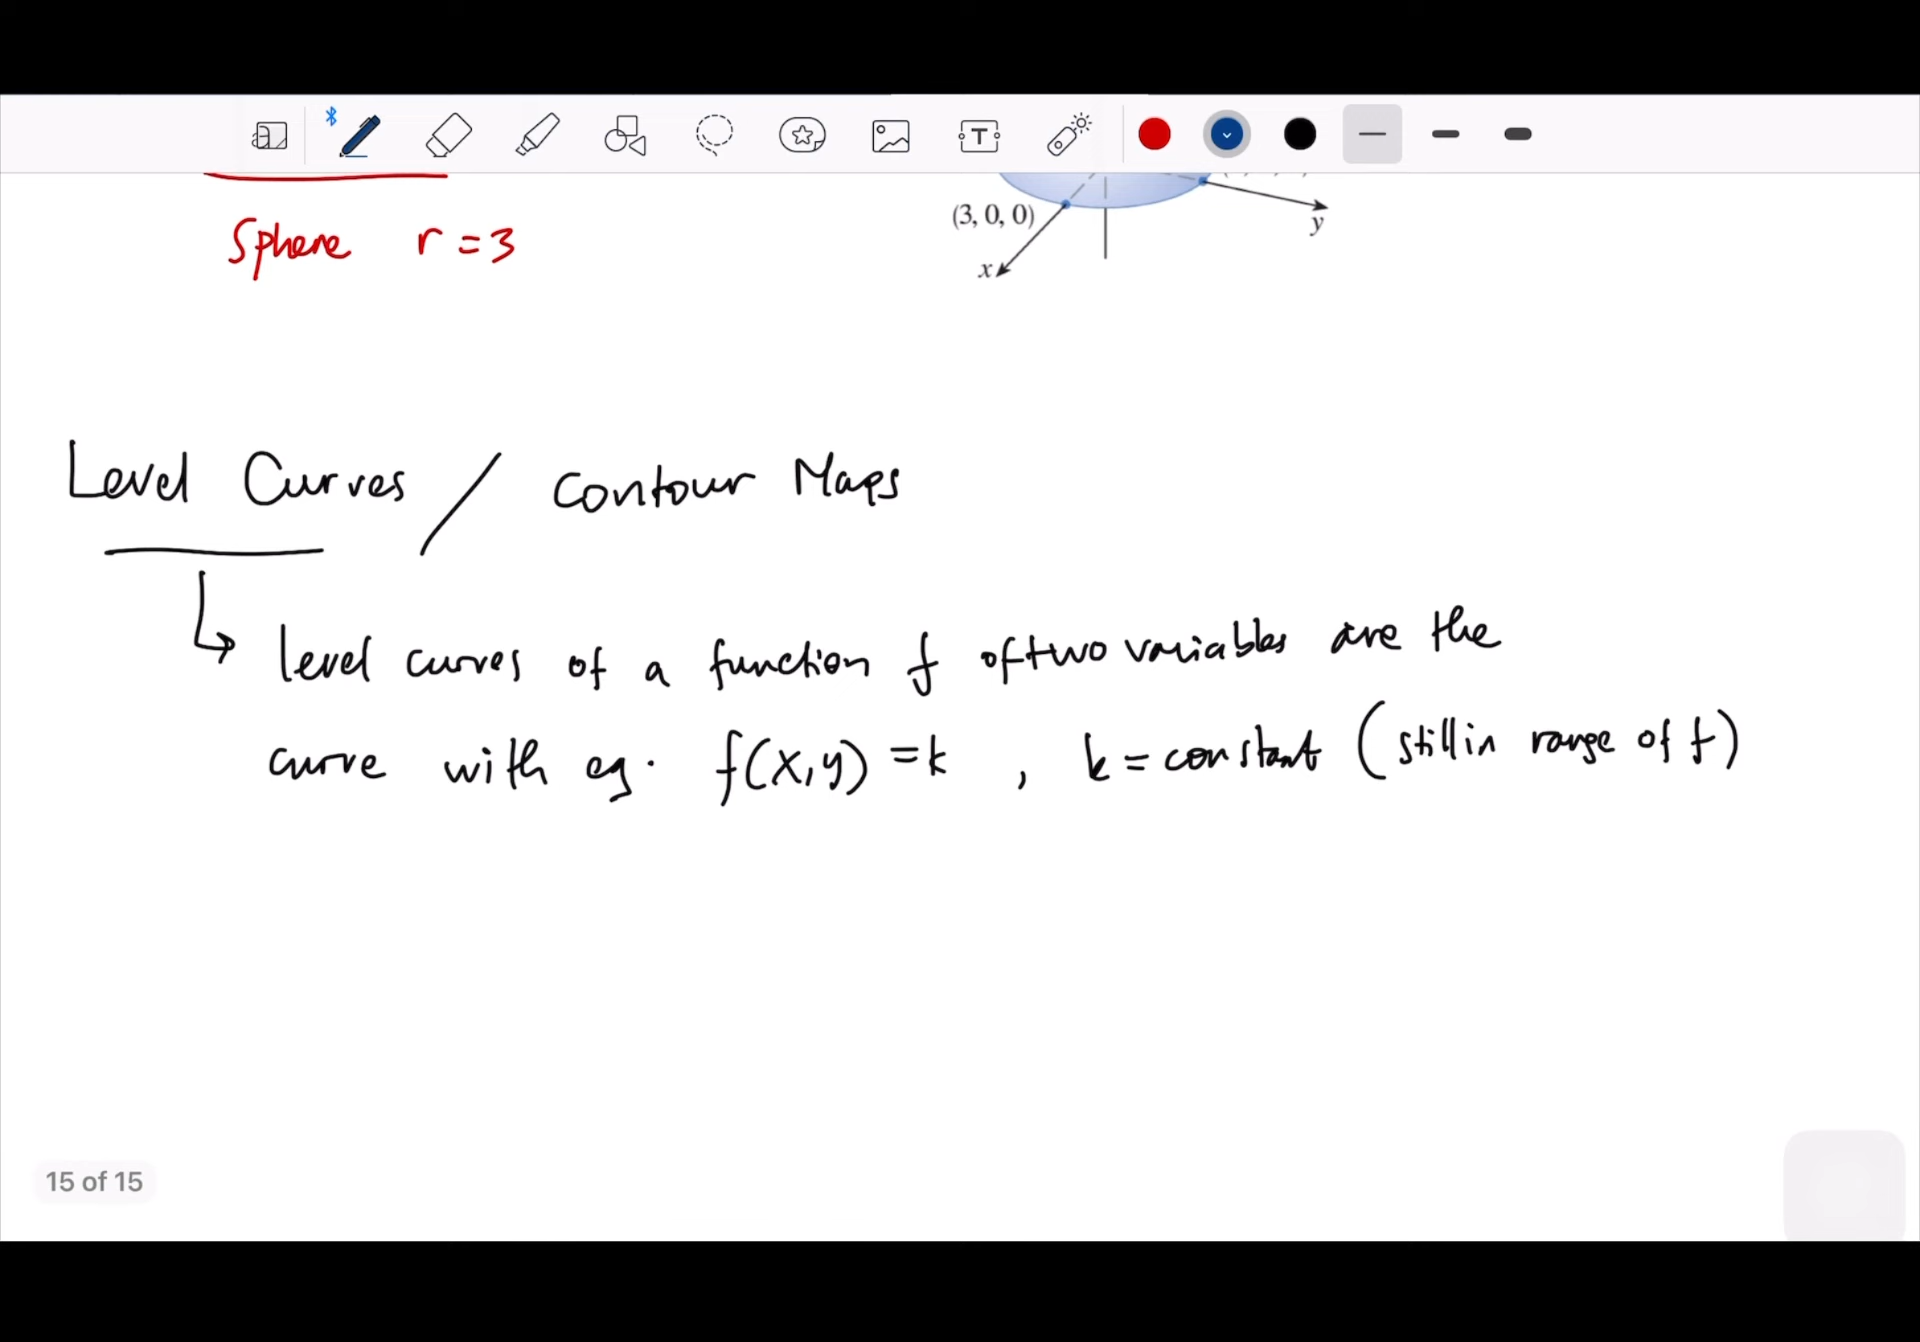 (3, 0, 0)
y
x
Sphere r = 3
Level Curves / Contour Maps
level curves of a function f of two variables are the
curve with eq. f(x,y) = k , k = constant (still in range of f)
15 of 15